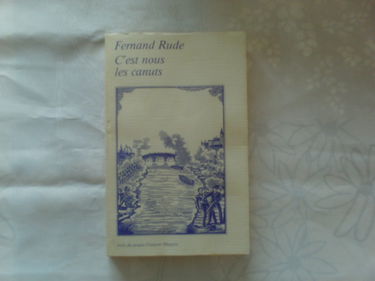 Fernand Rude
C'est nous
les canuts